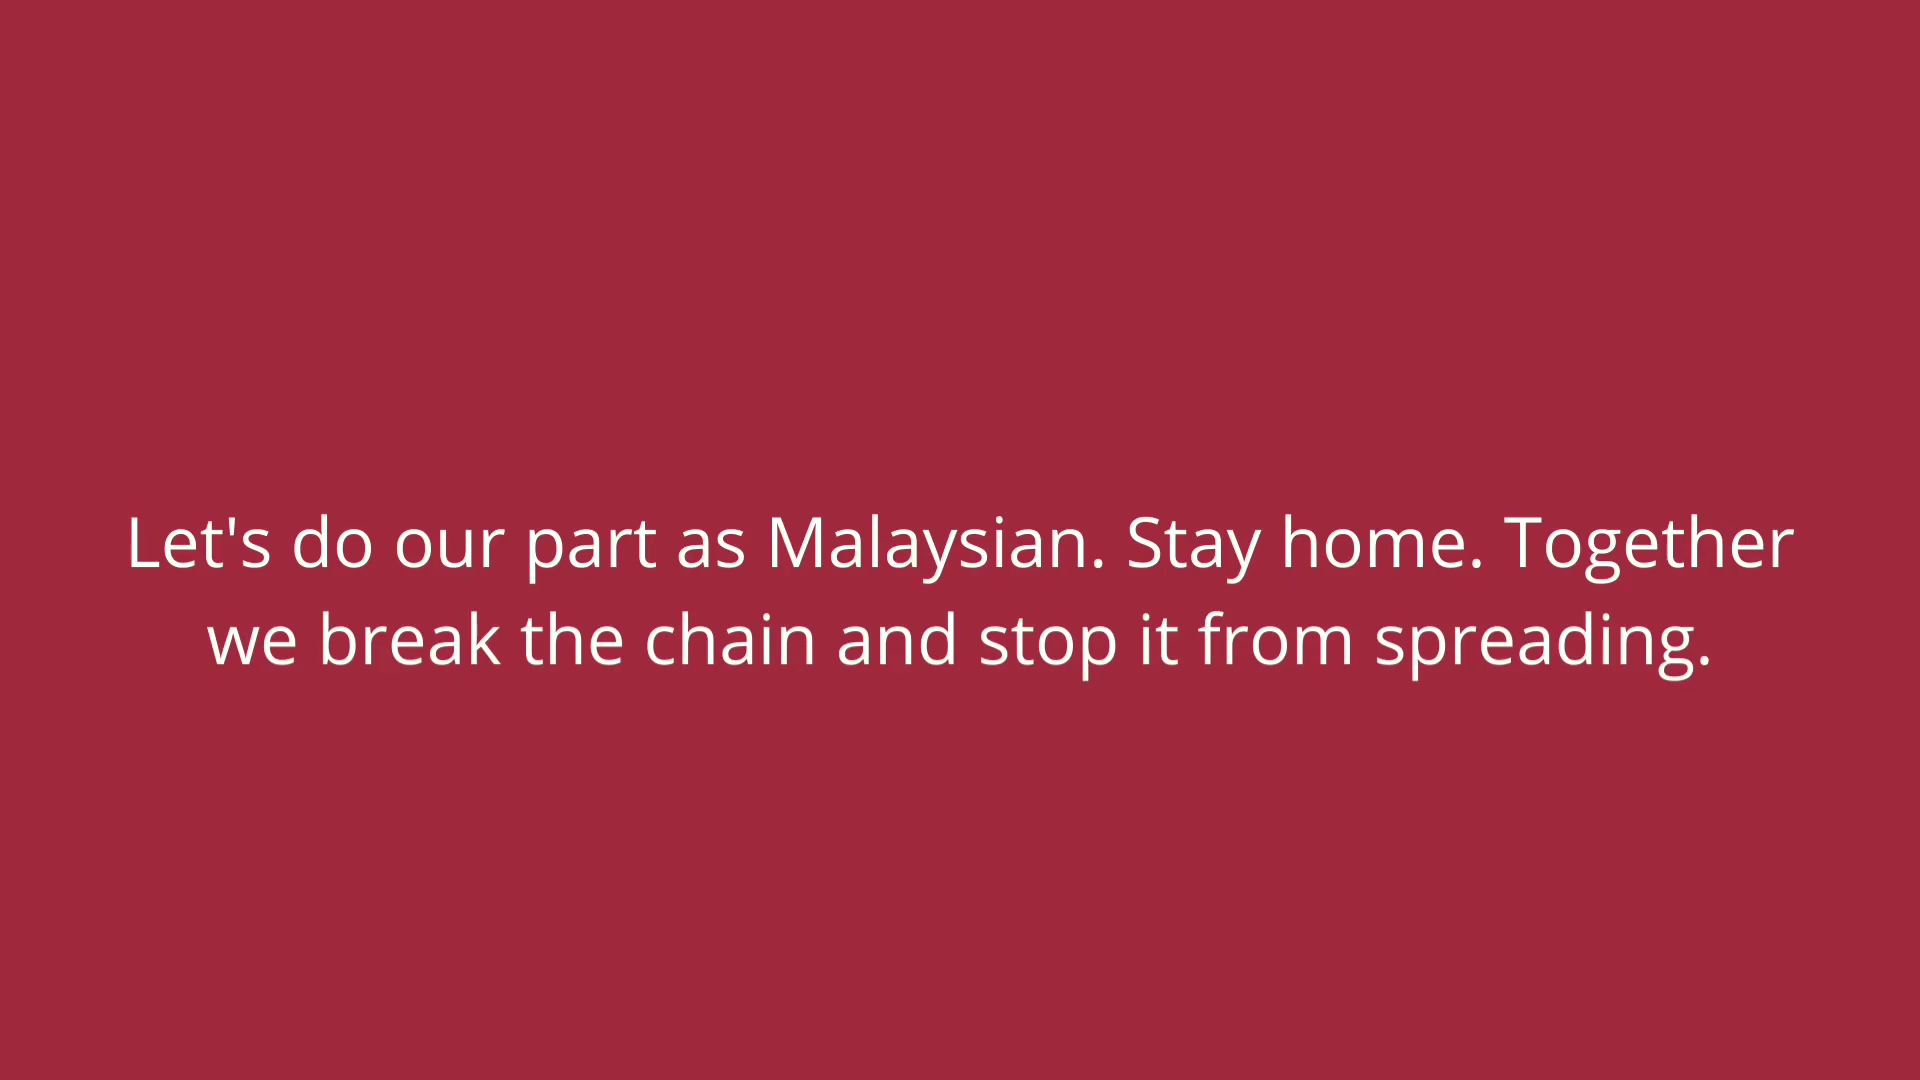 Let's do our part as Malaysian. Stay home. Together
we break the chain and stop it from spreading.